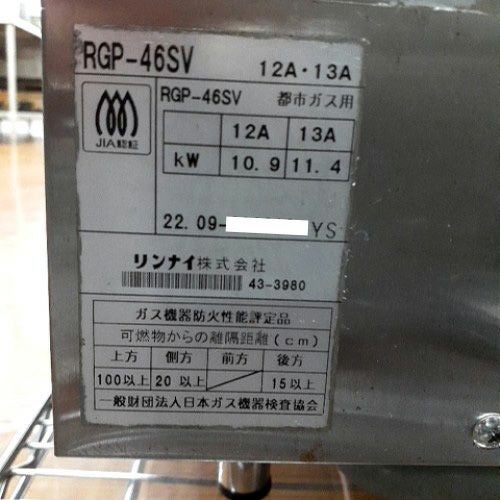 RGP-46SV 12A・13A
JIA認証
RGP-46SV 都市ガス用
12A 13A
kW 10.9 11.4
22.09- YS
リンナイ株式会社
43-3980
ガス機器防火性能評定品
可燃物からの離隔距離(cm)
上方 側方 前方 後方
100以上 20以上 15以上
一般財団法人日本ガス機器検査協会